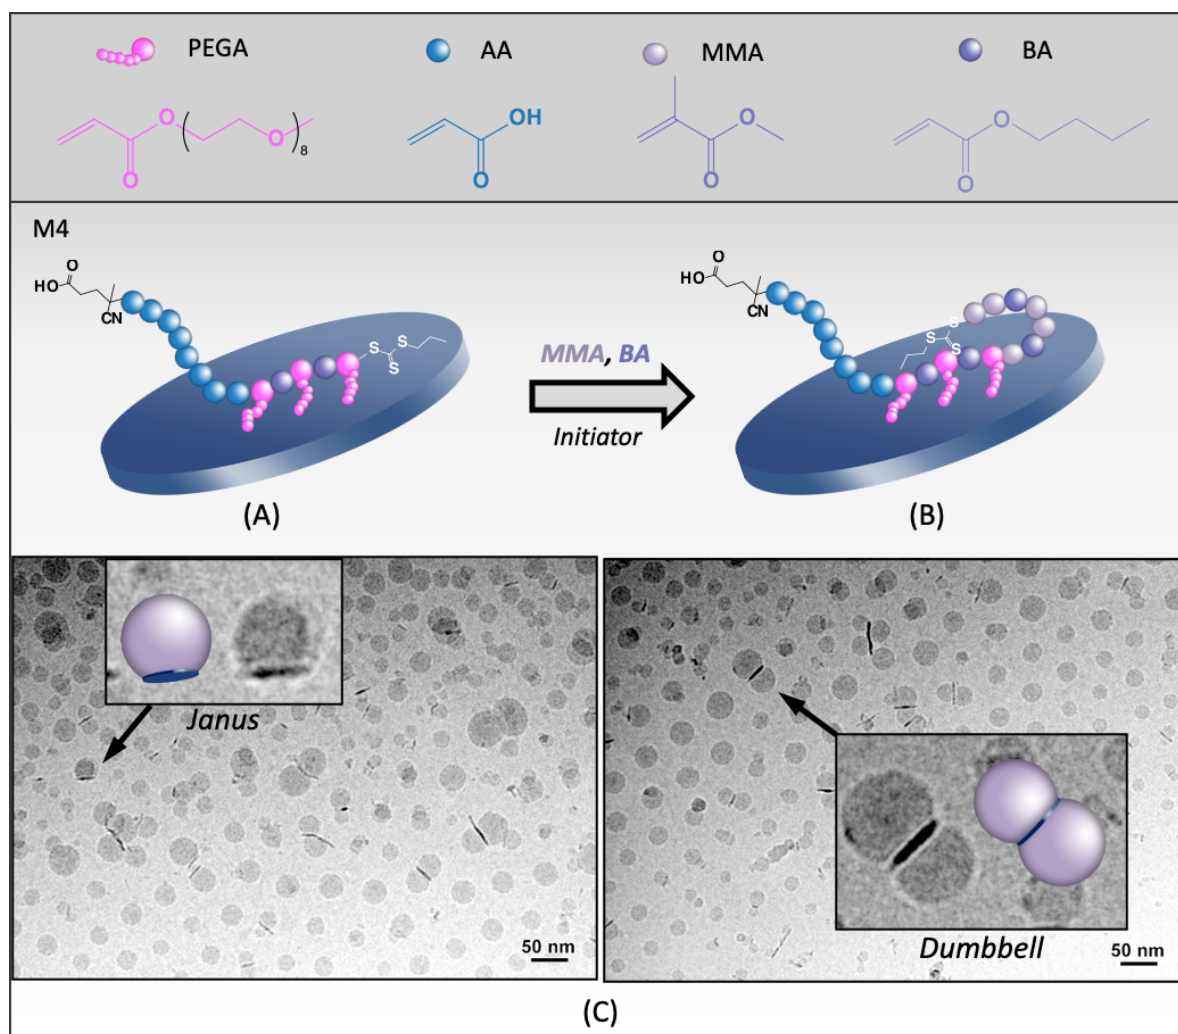 PEGA AA MMA BA
O O 8 O
OH O
O O
O O
M4
O HO CN S S S
MMA, BA
Initiator
O HO CN S S S
(A) (B)
Janus
50 nm
Dumbbell
50 nm
(C)